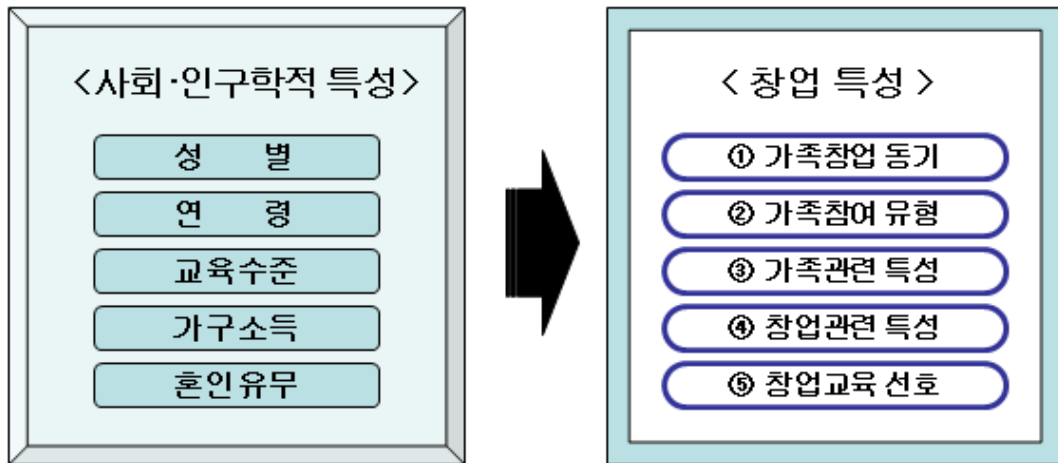 <사회·인구학적 특성>
성 별
연 령
교육수준
가구소득
혼인유무
< 창업 특성 >
① 가족창업 동기
② 가족참여 유형
③ 가족관련 특성
④ 창업관련 특성
⑤ 창업교육 선호